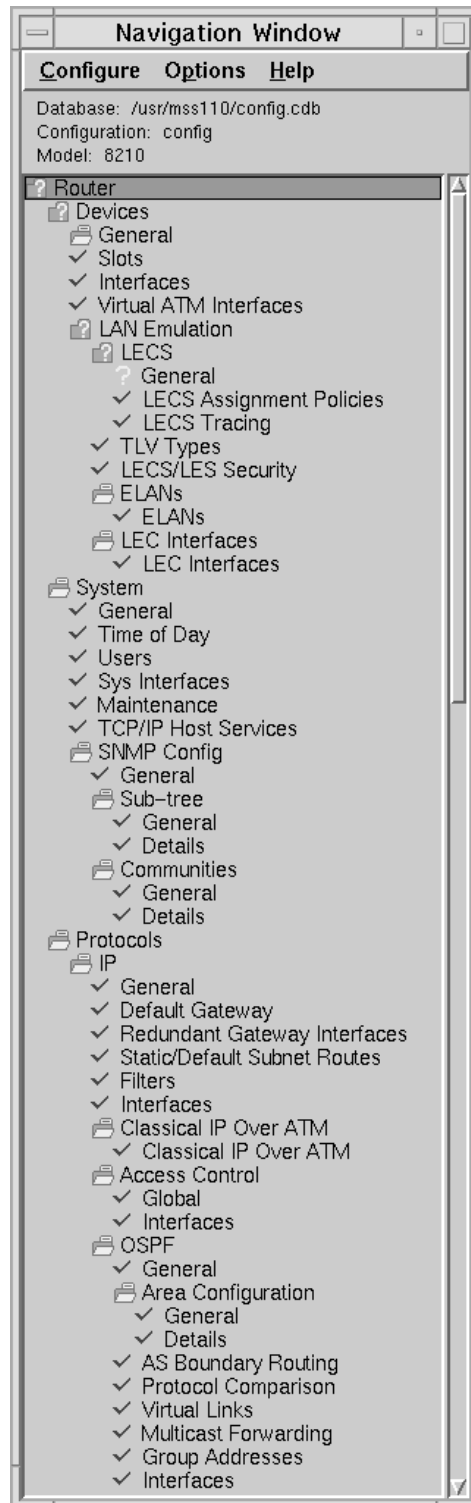 Navigation Window
Configure Options Help
Database: /usr/mss110/config.cdb
Configuration: config
Model: 8210
Router
Devices
General
Slots
Interfaces
Virtual ATM Interfaces
LAN Emulation
LECS
General
LECS Assignment Policies
LECS Tracing
TLV Types
LECS/LES Security
ELANs
ELANs
LEC Interfaces
LEC Interfaces
System
General
Time of Day
Users
Sys Interfaces
Maintenance
TCP/IP Host Services
SNMP Config
General
Sub-tree
General
Details
Communities
General
Details
Protocols
IP
General
Default Gateway
Redundant Gateway Interfaces
Static/Default Subnet Routes
Filters
Interfaces
Classical IP Over ATM
Classical IP Over ATM
Access Control
Global
Interfaces
OSPF
General
Area Configuration
General
Details
AS Boundary Routing
Protocol Comparison
Virtual Links
Multicast Forwarding
Group Addresses
Interfaces